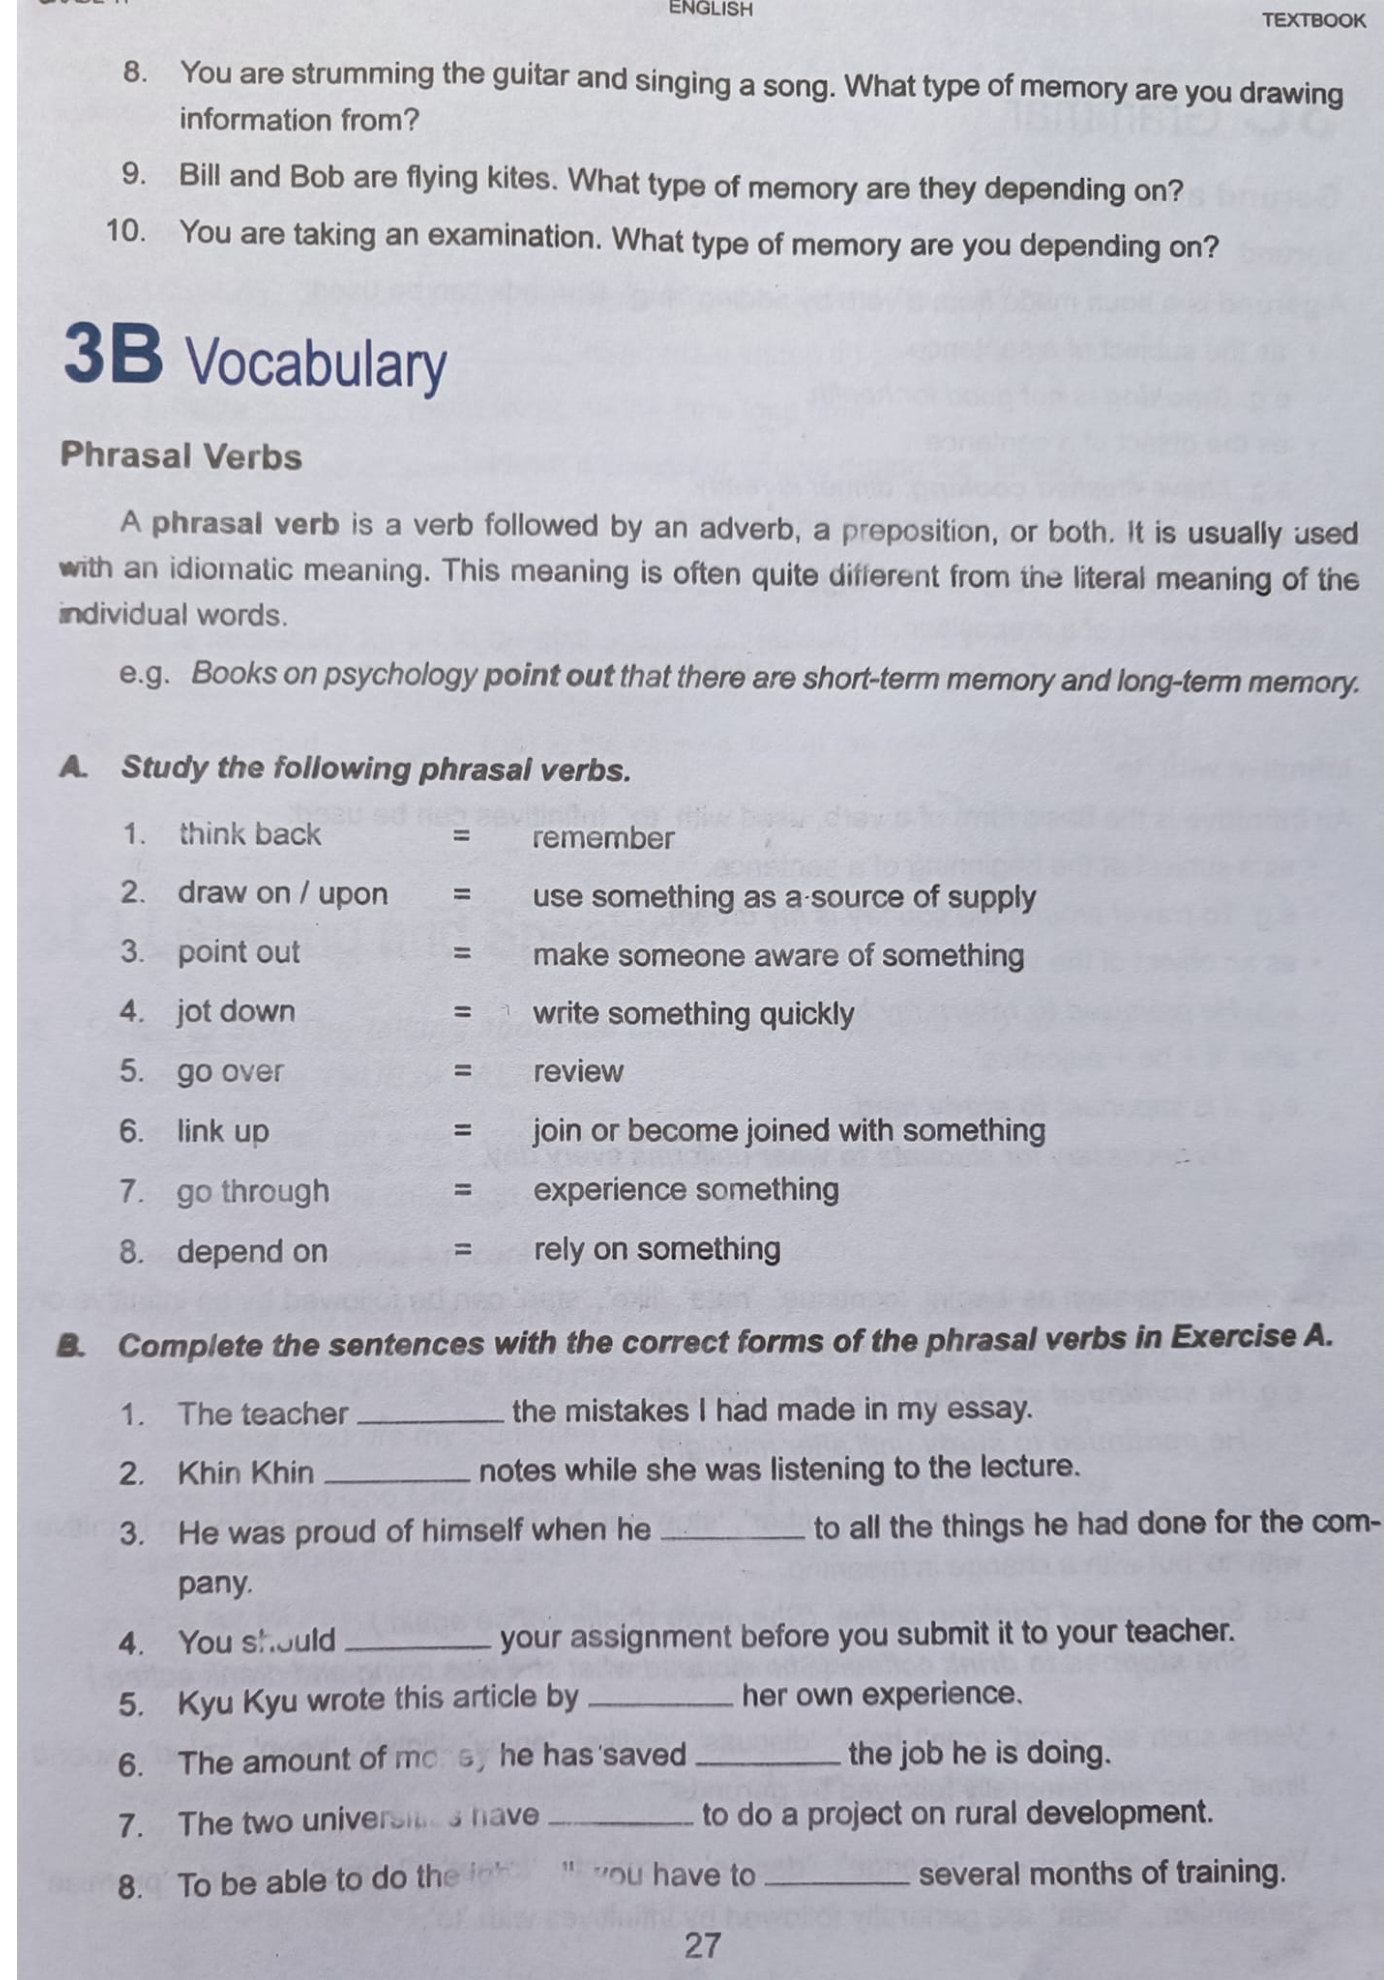 ENGLISH
TEXTBOOK
8. You are strumming the guitar and singing a song. What type of memory are you drawing
information from?
9. Bill and Bob are flying kites. What type of memory are they depending on?
10. You are taking an examination. What type of memory are you depending on?
3B Vocabulary
Phrasal Verbs
A phrasal verb is a verb followed by an adverb, a preposition, or both. It is usually used
with an idiomatic meaning. This meaning is often quite different from the literal meaning of the
individual words.
e.g. Books on psychology point out that there are short-term memory and long-term memory.
A. Study the following phrasal verbs.
1. think back = remember
2. draw on / upon = use something as a source of supply
3. point out = make someone aware of something
4. jot down = write something quickly
5. go over = review
6. link up = join or become joined with something
7. go through = experience something
8. depend on = rely on something
B. Complete the sentences with the correct forms of the phrasal verbs in Exercise A.
1. The teacher __________ the mistakes I had made in my essay.
2. Khin Khin __________ notes while she was listening to the lecture.
3. He was proud of himself when he __________ to all the things he had done for the com-
pany.
4. You should __________ your assignment before you submit it to your teacher.
5. Kyu Kyu wrote this article by __________ her own experience.
6. The amount of money he has saved __________ the job he is doing.
7. The two universities have __________ to do a project on rural development.
8. To be able to do the job you have to __________ several months of training.
27